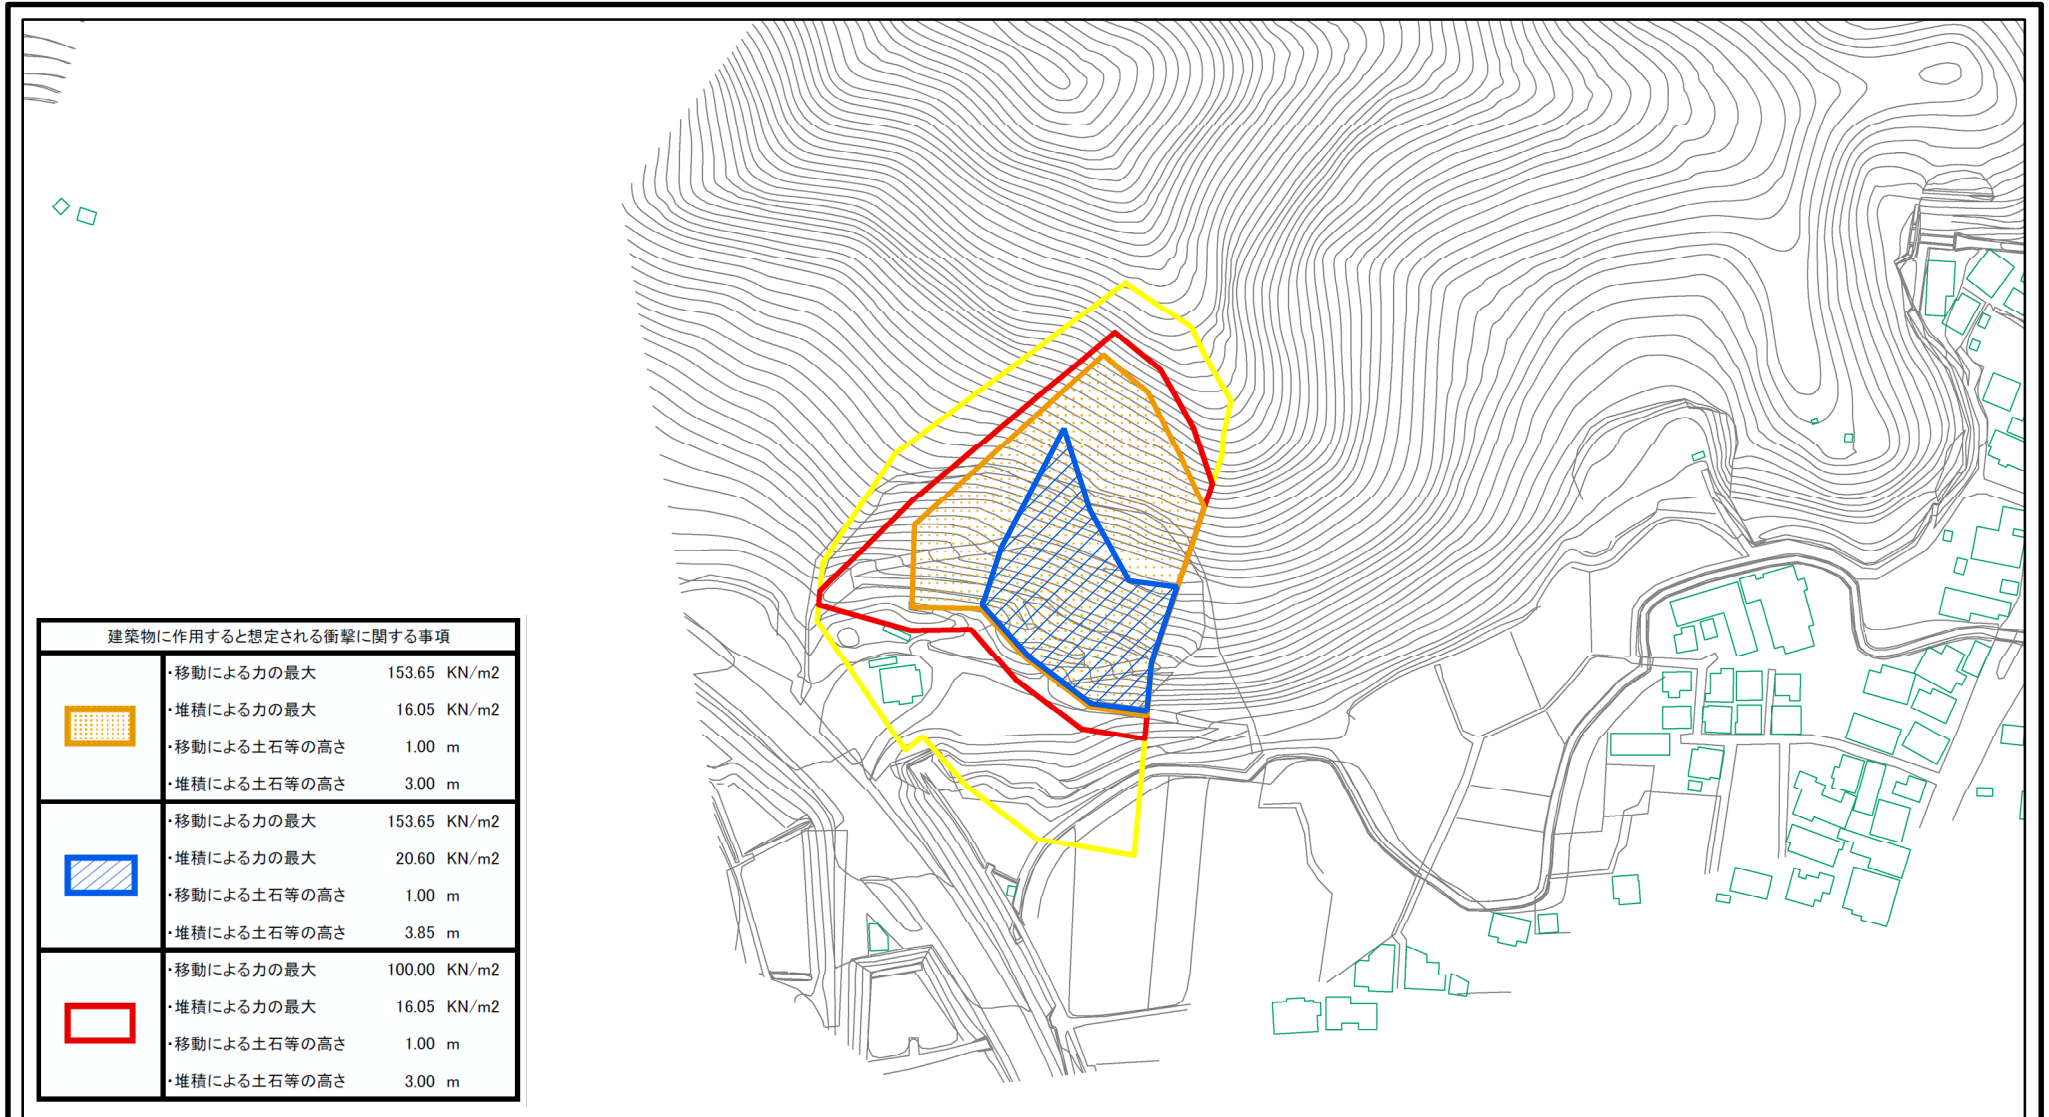 建築物に作用すると想定される衝撃に関する事項
・移動による力の最大 153.65 KN/m2
・堆積による力の最大 16.05 KN/m2
・移動による土石等の高さ 1.00 m
・堆積による土石等の高さ 3.00 m
・移動による力の最大 153.65 KN/m2
・堆積による力の最大 20.60 KN/m2
・移動による土石等の高さ 1.00 m
・堆積による土石等の高さ 3.85 m
・移動による力の最大 100.00 KN/m2
・堆積による力の最大 16.05 KN/m2
・移動による土石等の高さ 1.00 m
・堆積による土石等の高さ 3.00 m